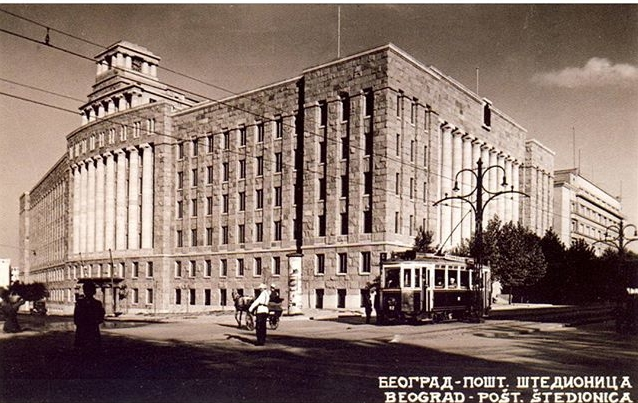 БЕОГРАД-ПОШТ. ШТЕДИОНИЦА
BEOGRAD-POŠT. ŠTEDIONICA